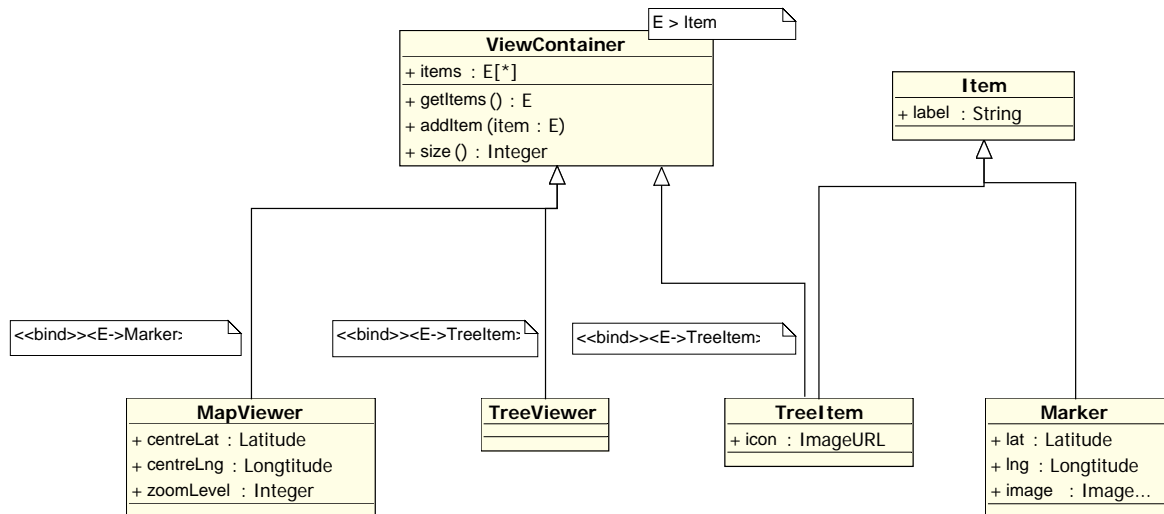 E > Item
ViewContainer
+ items : E[*]
+ getItems () : E
+ addItem (item : E)
+ size () : Integer
Item
+ label : String
<<bind>><E->Marker>
<<bind>><E->TreeItem>
<<bind>><E->TreeItem>
MapViewer
+ centreLat : Latitude
+ centreLng : Longtitude
+ zoomLevel : Integer
TreeViewer
TreeItem
+ icon : ImageURL
Marker
+ lat : Latitude
+ lng : Longtitude
+ image : Image...